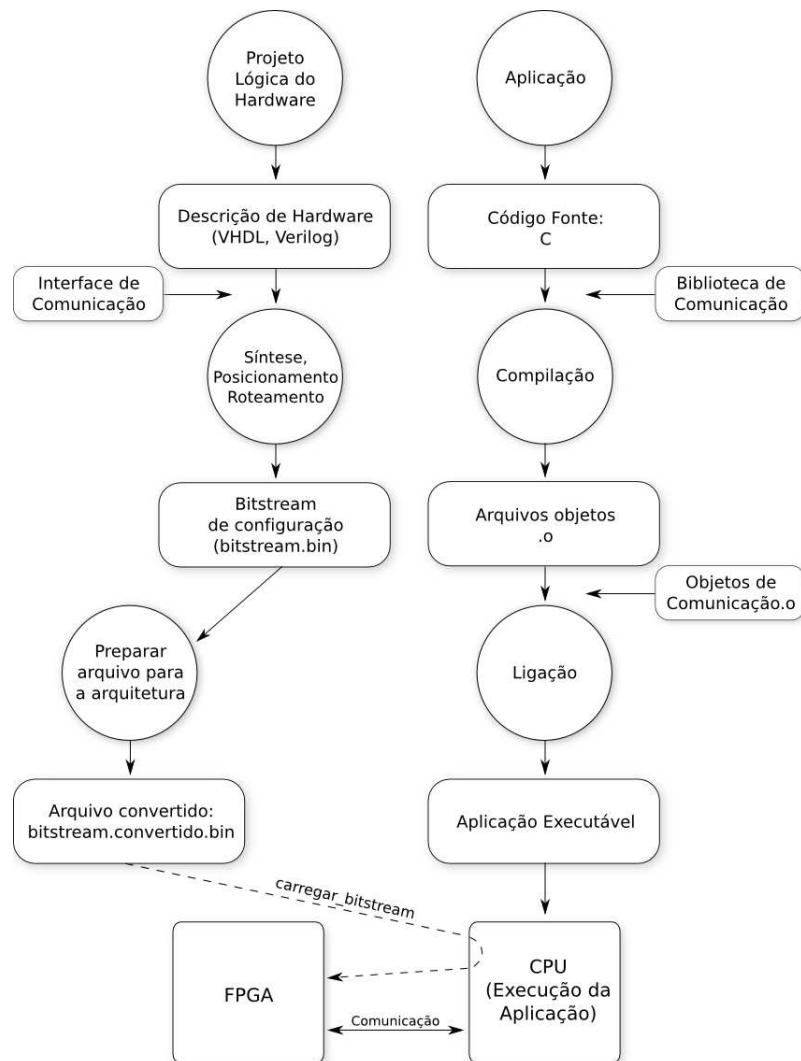 Projeto
Lógica do
Hardware
Aplicação
Descrição de Hardware
(VHDL, Verilog)
Código Fonte:
C
Interface de
Comunicação
Biblioteca de
Comunicação
Síntese,
Posicionamento
Roteamento
Compilação
Bitstream
de configuração
(bitstream.bin)
Arquivos objetos
.o
Objetos de
Comunicação.o
Preparar
arquivo para
a arquitetura
Ligação
Arquivo convertido:
bitstream.convertido.bin
Aplicação Executável
carregar_bitstream
FPGA
CPU
(Execução da
Aplicação)
Comunicação